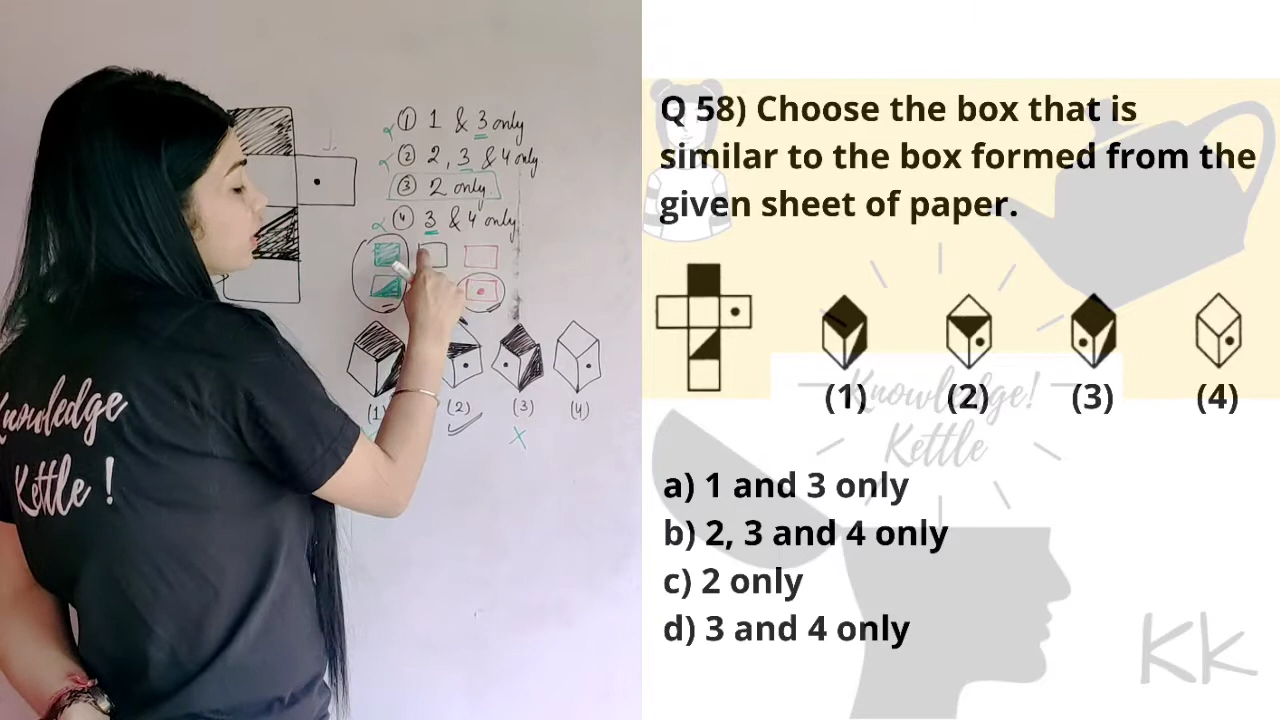 ① 1 & 3 only
② 2, 3 & 4 only
③ 2 only
④ 3 & 4 only
(1) (2) (3) (4)
Knowledge
Kettle !
Q 58) Choose the box that is
similar to the box formed from the
given sheet of paper.
(1) (2) (3) (4)
Knowledge!
Kettle
a) 1 and 3 only
b) 2, 3 and 4 only
c) 2 only
d) 3 and 4 only
KK